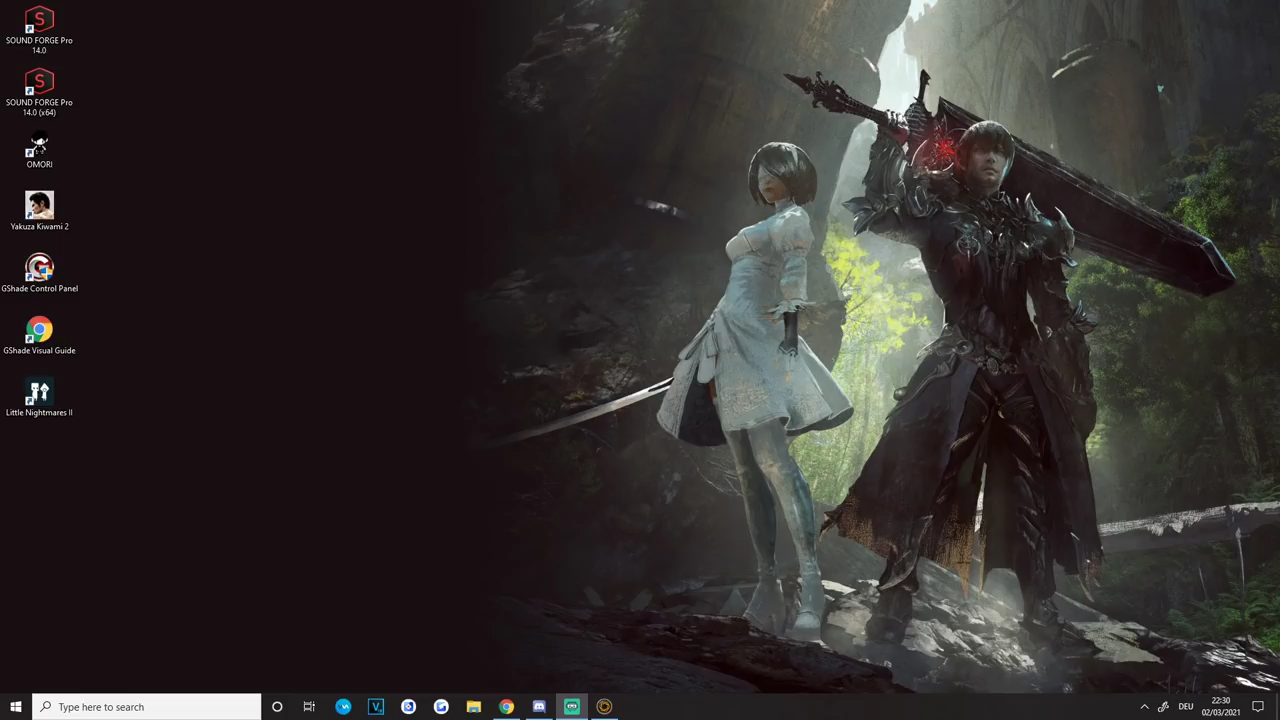 SOUND FORGE Pro
14.0
SOUND FORGE Pro
14.0 (x64)
OMORI
Yakuza Kiwami 2
GShade Control Panel
GShade Visual Guide
Little Nightmares II
Type here to search
DEU
22:30
02/03/2021